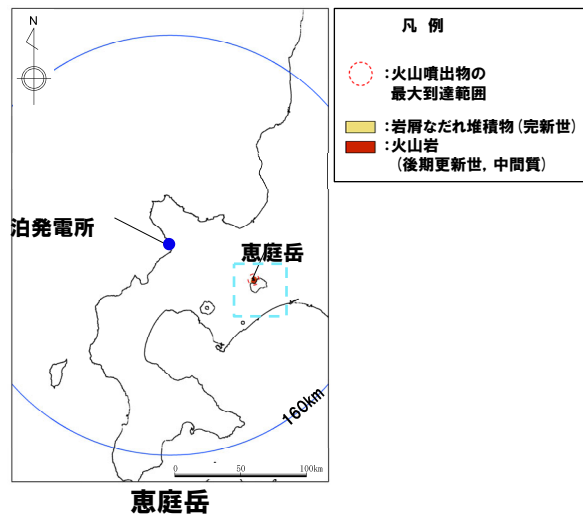 N
泊発電所
恵庭岳
160km
0 50 100km
恵庭岳
凡 例
：火山噴出物の
最大到達範囲
：岩屑なだれ堆積物（完新世）
：火山岩
（後期更新世，中間質）